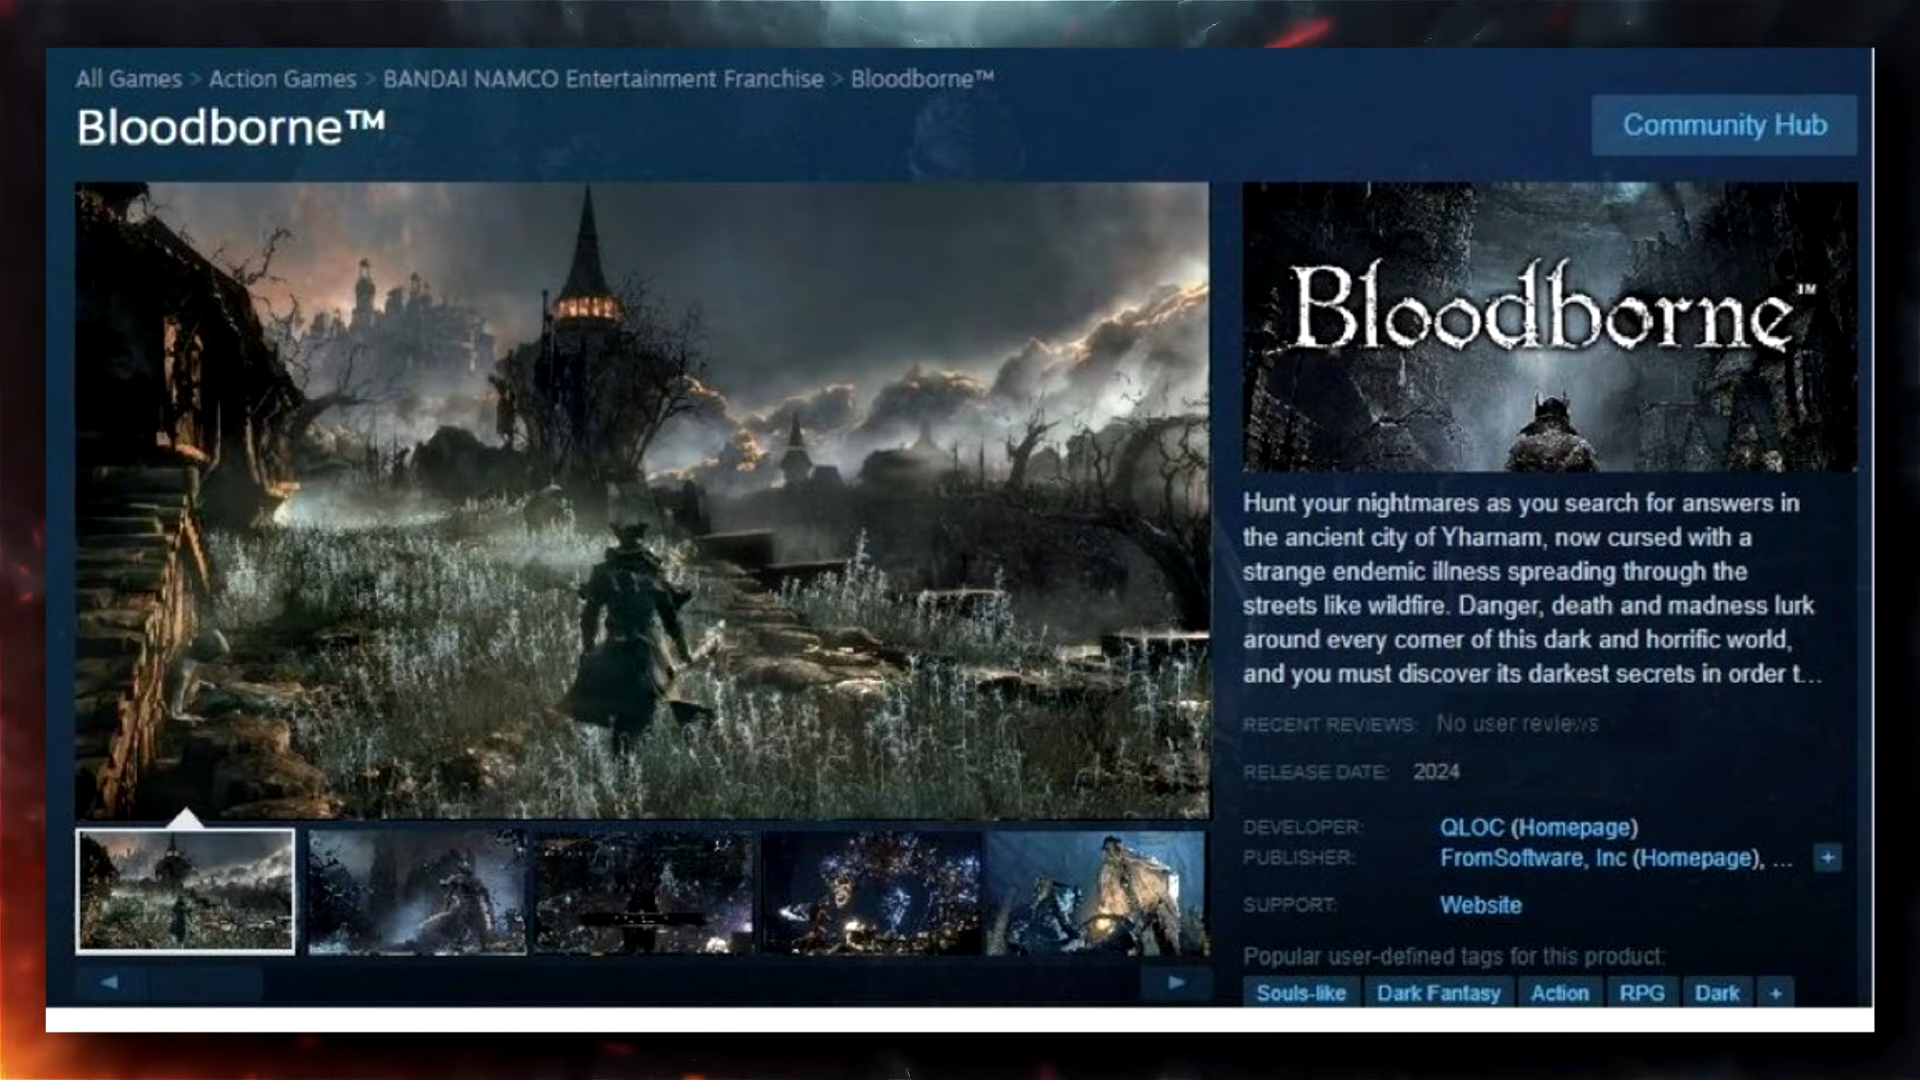 All Games > Action Games > BANDAI NAMCO Entertainment Franchise > Bloodborne™
Bloodborne™
Community Hub
Bloodborne™
Hunt your nightmares as you search for answers in
the ancient city of Yharnam, now cursed with a
strange endemic illness spreading through the
streets like wildfire. Danger, death and madness lurk
around every corner of this dark and horrific world,
and you must discover its darkest secrets in order t...
RECENT REVIEWS: No user reviews
RELEASE DATE: 2024
DEVELOPER: QLOC (Homepage)
PUBLISHER: FromSoftware, Inc (Homepage), ... +
SUPPORT: Website
Popular user-defined tags for this product:
Souls-like Dark Fantasy Action RPG Dark +